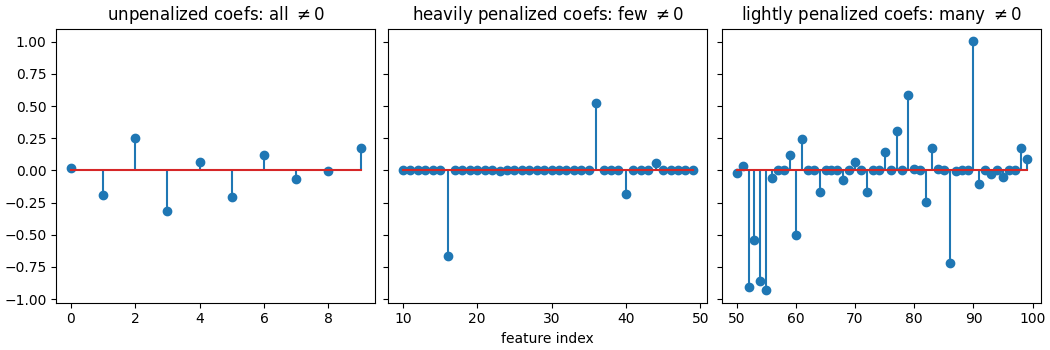 unpenalized coefs: all ≠0
heavily penalized coefs: few ≠0
lightly penalized coefs: many ≠0
1.00
0.75
0.50
0.25
0.00
−0.25
−0.50
−0.75
−1.00
0 2 4 6 8
10 20 30 40 50
50 60 70 80 90 100
feature index